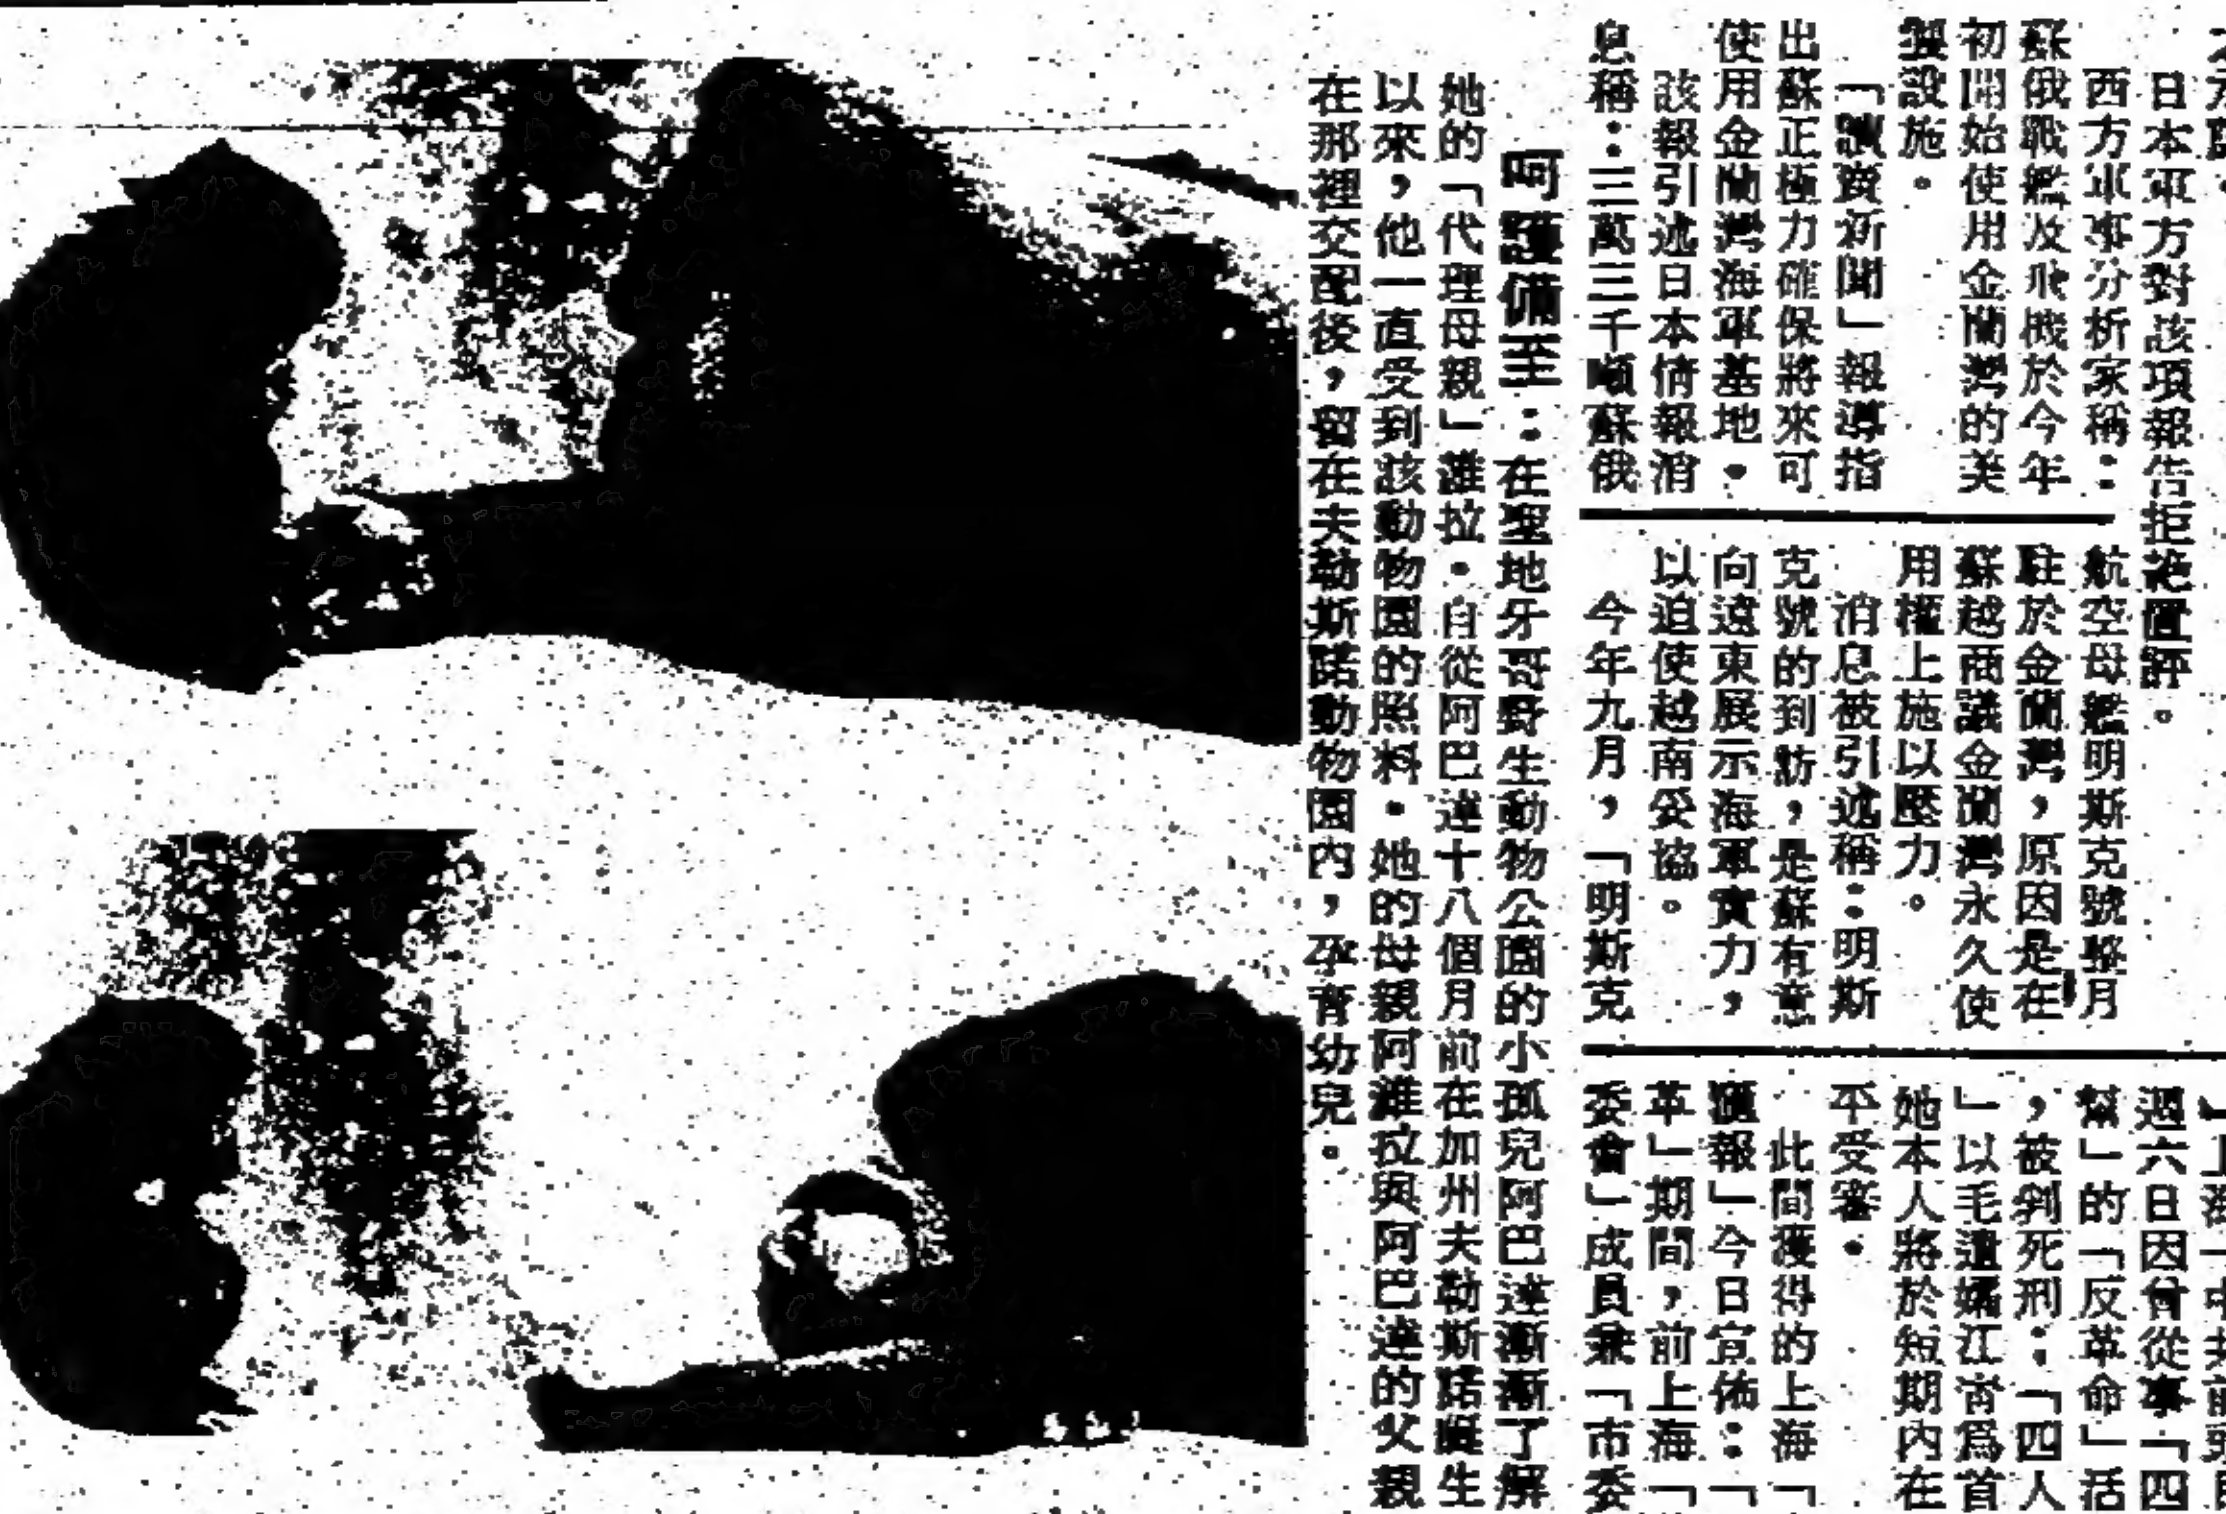 日本軍方對該項報告拒絕置評。
西方軍事分析家稱：
蘇俄戰艦及飛機於今年
初開始使用金蘭灣的美
製設施。
「讀賣新聞」報導指
出蘇正極力確保將來可
使用金蘭灣海軍基地。
該報引述日本情報消
息稱：三萬三千噸蘇俄
航空母艦明斯克號整月
駐於金蘭灣，原因是在
蘇越商議金蘭灣永久使
用權上施以壓力。
消息被引述稱：明斯
克號的到訪，是蘇有意
向遠東展示海軍實力，
以迫使越南妥協。
今年九月，「明斯克
週六日因曾從事「四
幫」的「反革命」活
，被判死刑；「四人
」以毛遺孀江青爲首
她本人將於短期內在
不受審。
此間獲得的上海「
匯報」今日宣佈：「
革」期間，前上海「
委會」成員兼「市委
呵護備至：在聖地牙哥野生動物公園的小孤兒阿巴達漸漸了解
她的「代理母親」誰拉。自從阿巴達十八個月前在加州夫勒斯諾誕生
以來，他一直受到該動物園的照料。她的母親阿維拉與阿巴達的父親
在那裡交配後，留在夫勒斯諾動物園內，孕育幼兒。